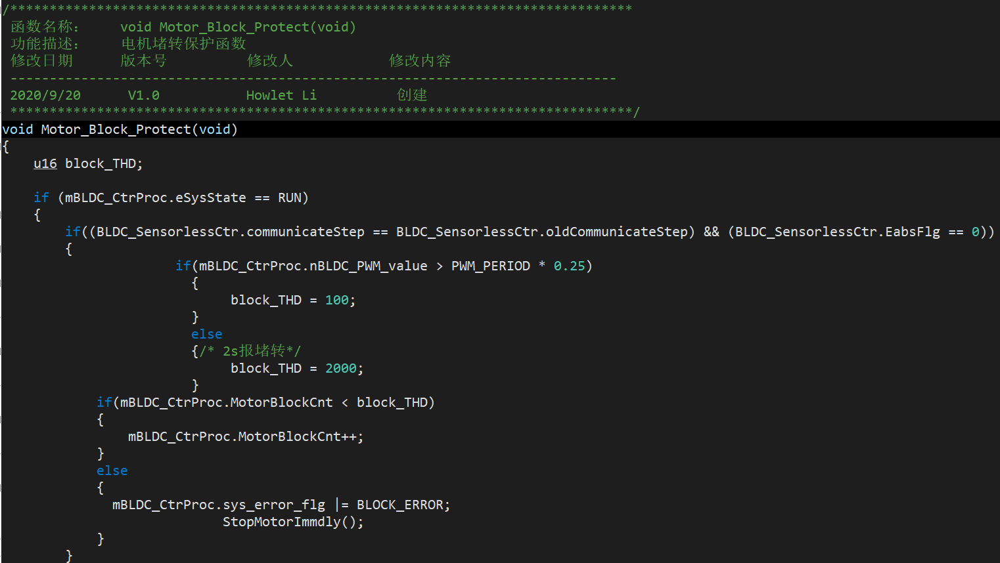 /*******************************************************************************
函数名称：    void Motor_Block_Protect(void)
功能描述：    电机堵转保护函数
修改日期      版本号          修改人            修改内容
-----------------------------------------------------------------------------
2020/9/20      V1.0           Howlet Li          创建
*******************************************************************************/
void Motor_Block_Protect(void)
{
    u16 block_THD;
    if (mBLDC_CtrProc.eSysState == RUN)
    {
        if((BLDC_SensorlessCtr.communicateStep == BLDC_SensorlessCtr.oldCommunicateStep) && (BLDC_SensorlessCtr.EabsFlg == 0))
        {
                      if(mBLDC_CtrProc.nBLDC_PWM_value > PWM_PERIOD * 0.25)
                        {
                             block_THD = 100;
                        }
                        else
                        {/* 2s报堵转*/
                             block_THD = 2000;
                        }
            if(mBLDC_CtrProc.MotorBlockCnt < block_THD)
            {
                mBLDC_CtrProc.MotorBlockCnt++;
            }
            else
            {
              mBLDC_CtrProc.sys_error_flg |= BLOCK_ERROR;
                            StopMotorImmdly();
            }
        }